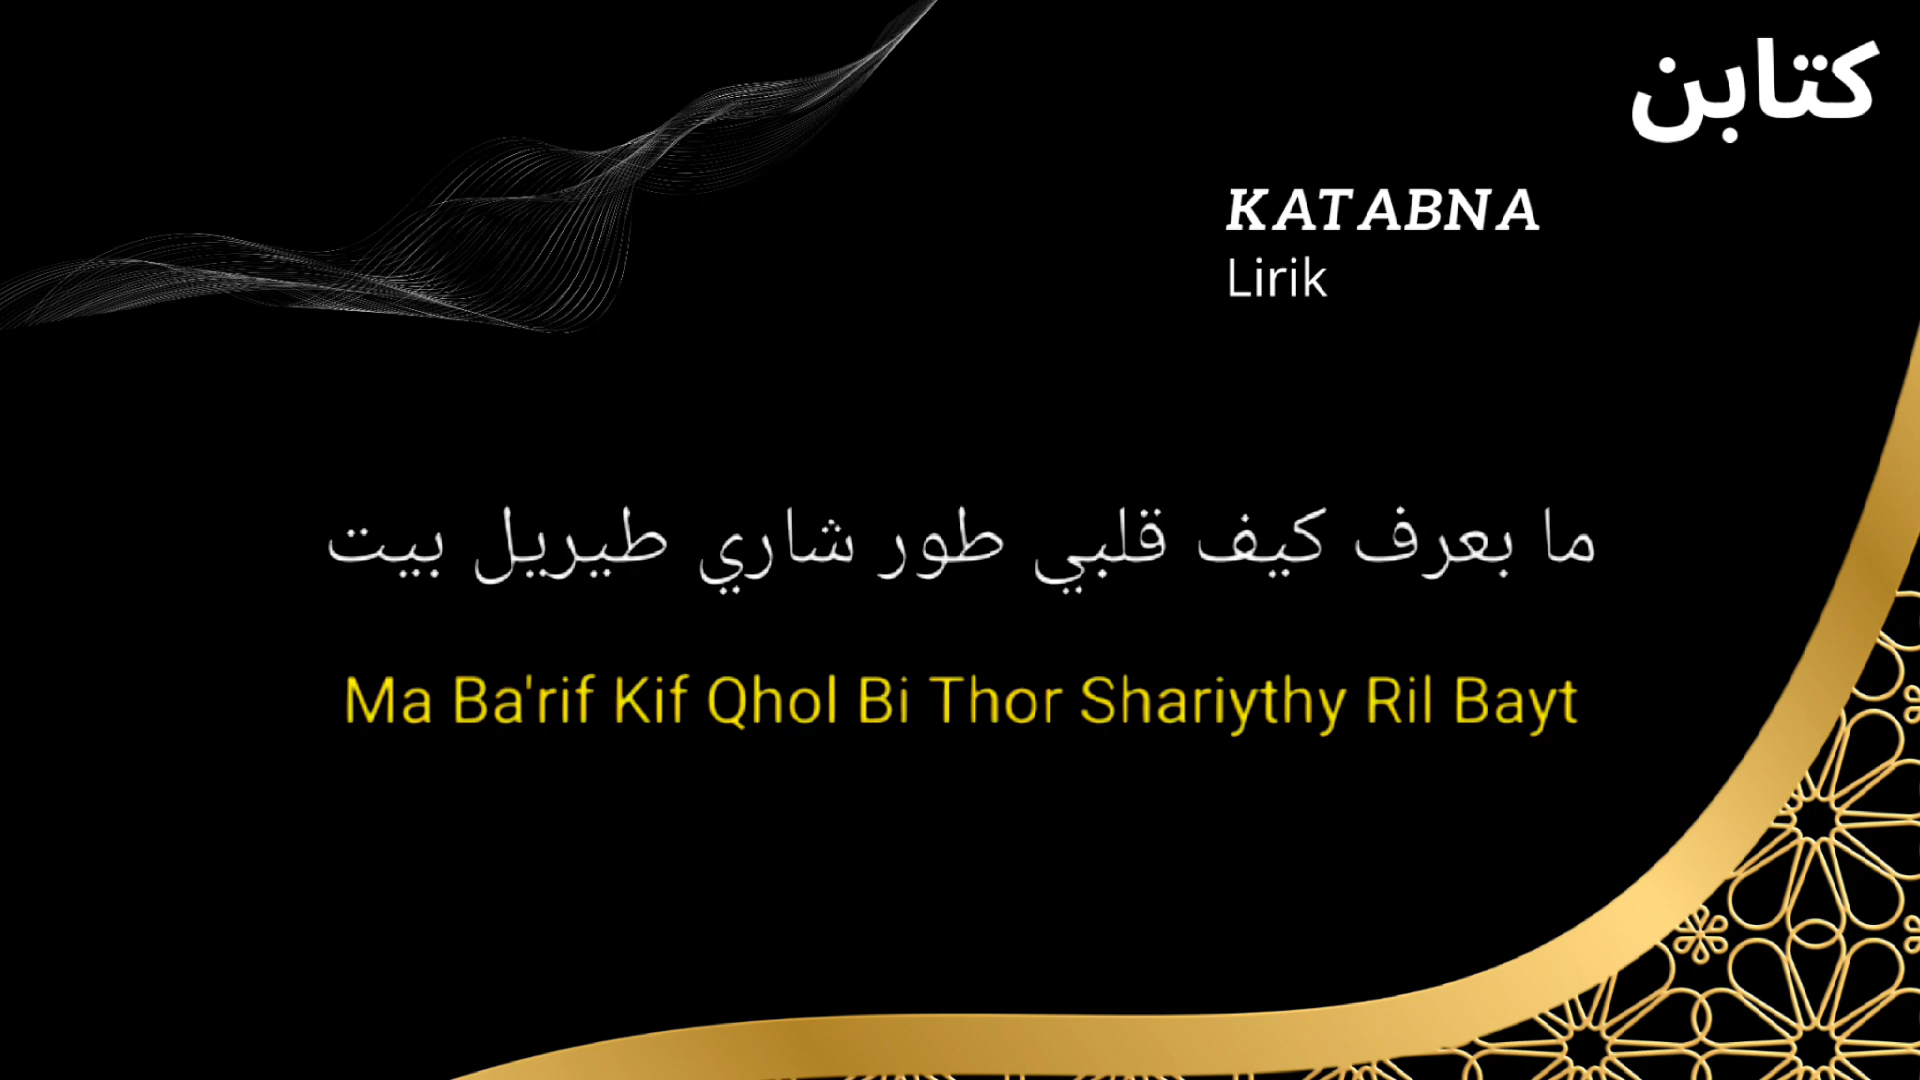 كتابن
KATABNA
Lirik
ما بعرف كيف قلبي طور شاري طيريل بيت
Ma Ba'rif Kif Qhol Bi Thor Shariythy Ril Bayt